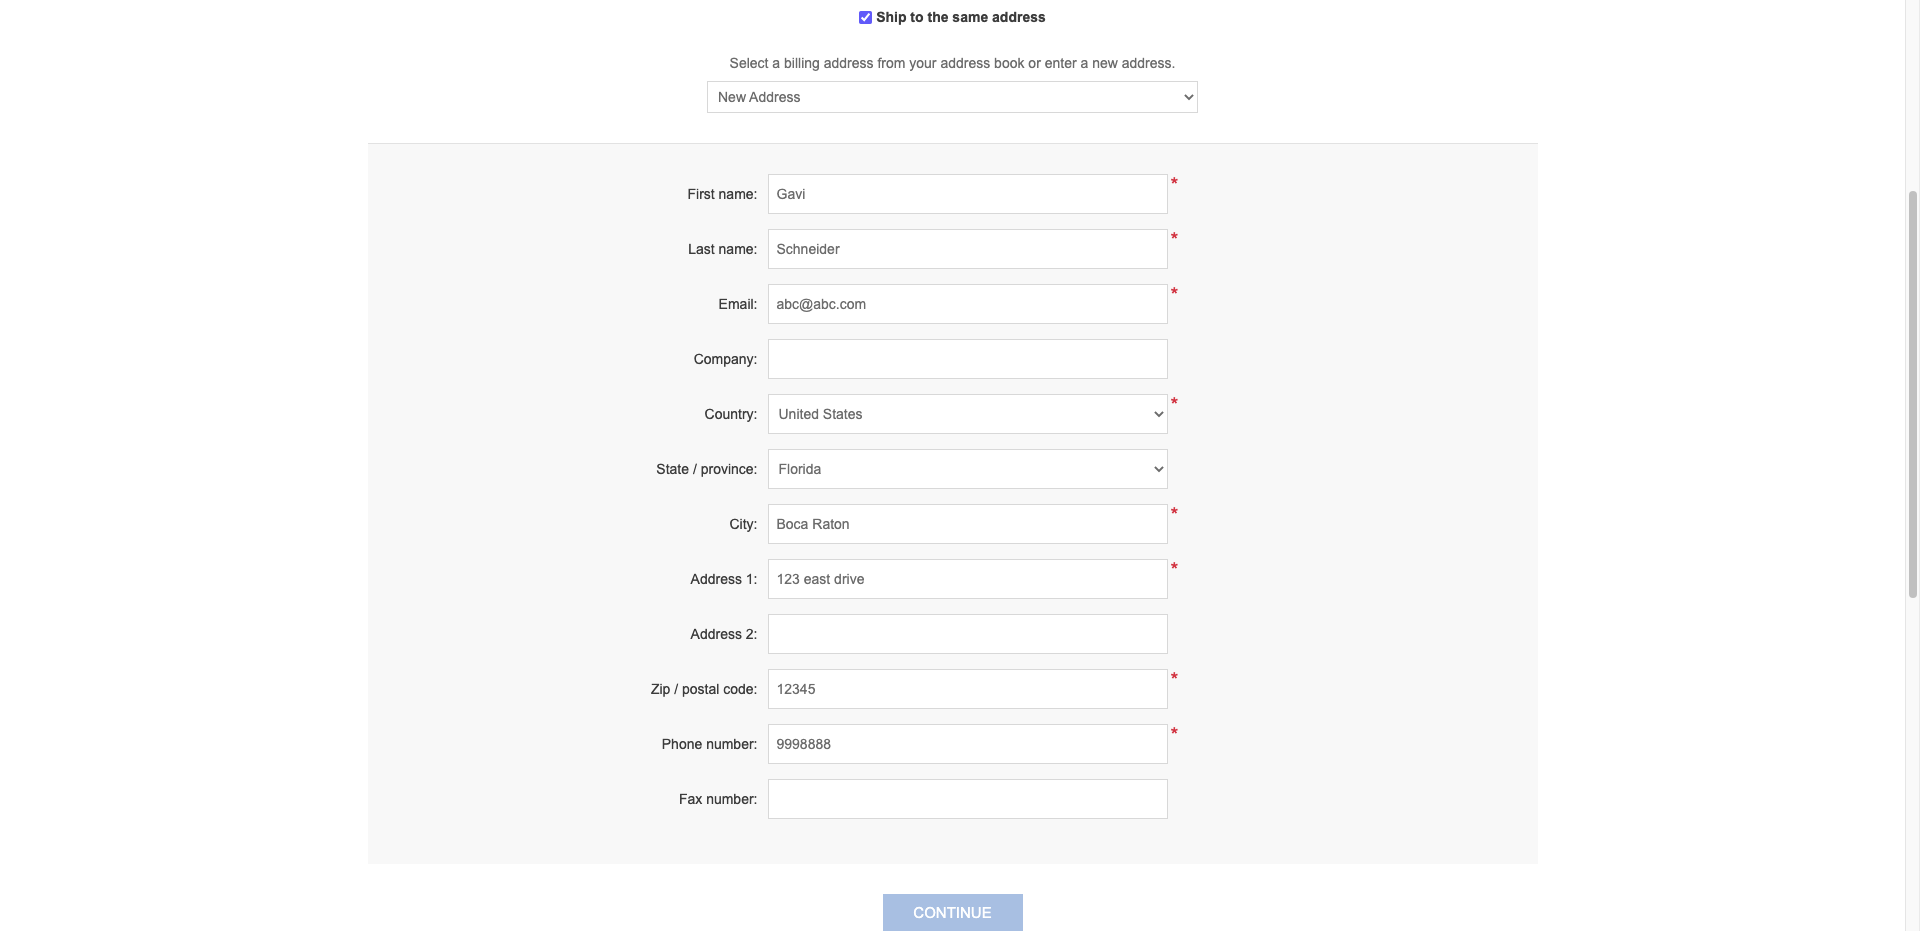 Ship to the same address
Select a billing address from your address book or enter a new address.
New Address
First name: Gavi *
Last name: Schneider *
Email: abc@abc.com *
Company:
Country: United States *
State / province: Florida
City: Boca Raton *
Address 1: 123 east drive *
Address 2:
Zip / postal code: 12345 *
Phone number: 9998888 *
Fax number:
CONTINUE